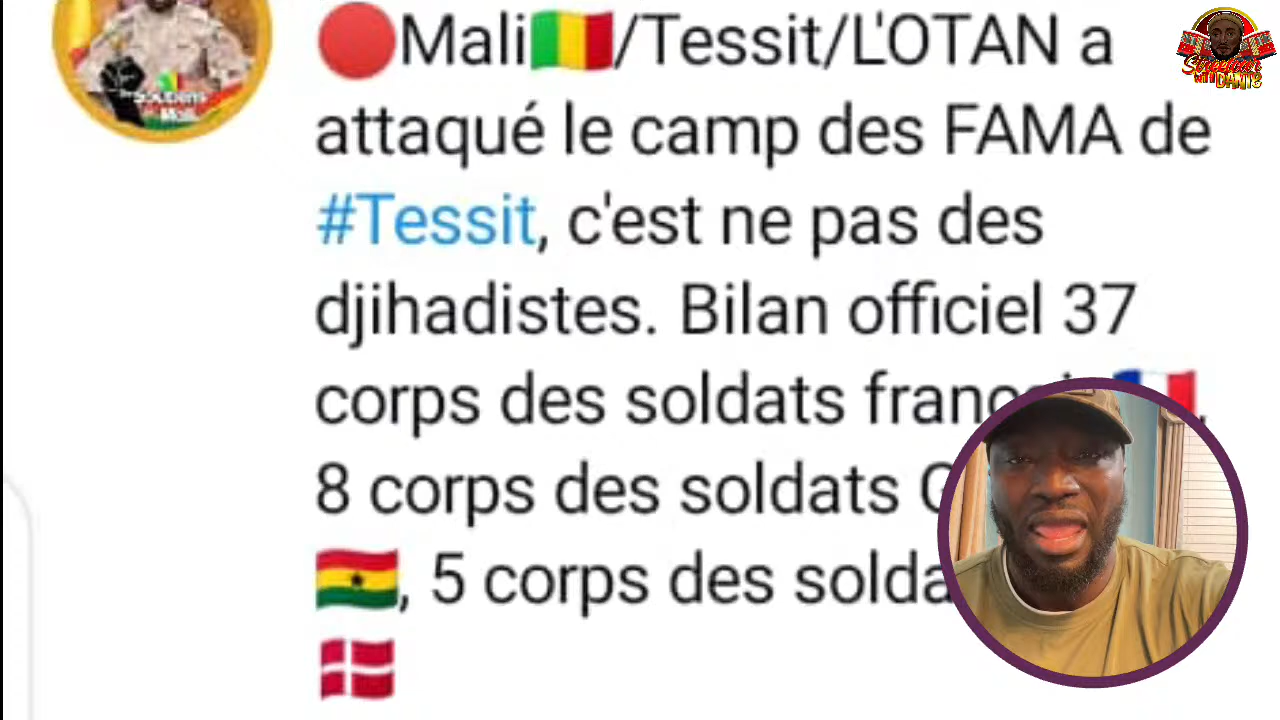 🔴Mali🇲🇱/Tessit/L'OTAN a
attaqué le camp des FAMA de
#Tessit, c'est ne pas des
djihadistes. Bilan officiel 37
corps des soldats
8 corps des soldats
🇬🇭, 5 corps des
🇩🇰